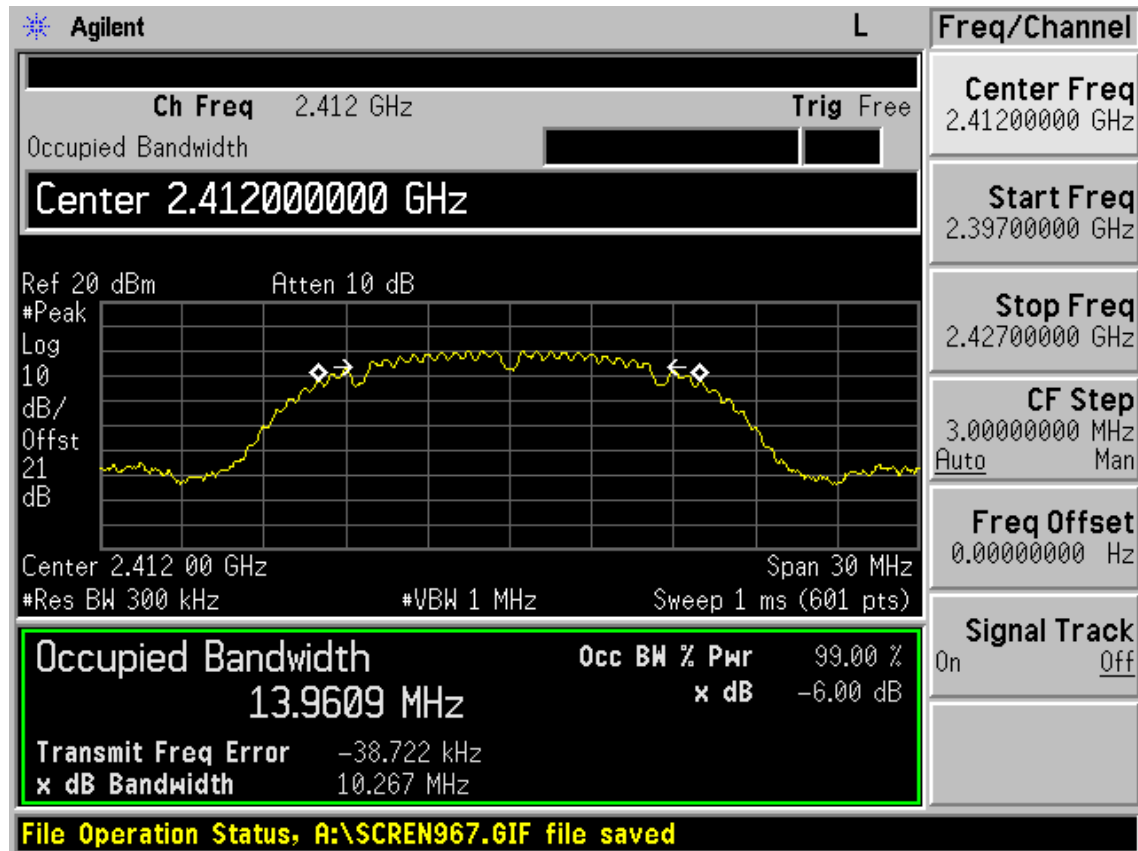 Agilent L Freq/Channel
Ch Freq 2.412 GHz Trig Free
Occupied Bandwidth
Center 2.412000000 GHz
Ref 20 dBm Atten 10 dB
#Peak
Log
10
dB/
Offst
21
dB
Center 2.412 00 GHz Span 30 MHz
#Res BW 300 kHz #VBW 1 MHz Sweep 1 ms (601 pts)
Occupied Bandwidth Occ BW % Pwr 99.00 %
13.9609 MHz x dB -6.00 dB
Transmit Freq Error -38.722 kHz
x dB Bandwidth 10.267 MHz
File Operation Status, A:\SCREN967.GIF file saved
Center Freq
2.41200000 GHz
Start Freq
2.39700000 GHz
Stop Freq
2.42700000 GHz
CF Step
3.00000000 MHz
Auto Man
Freq Offset
0.00000000 Hz
Signal Track
On Off